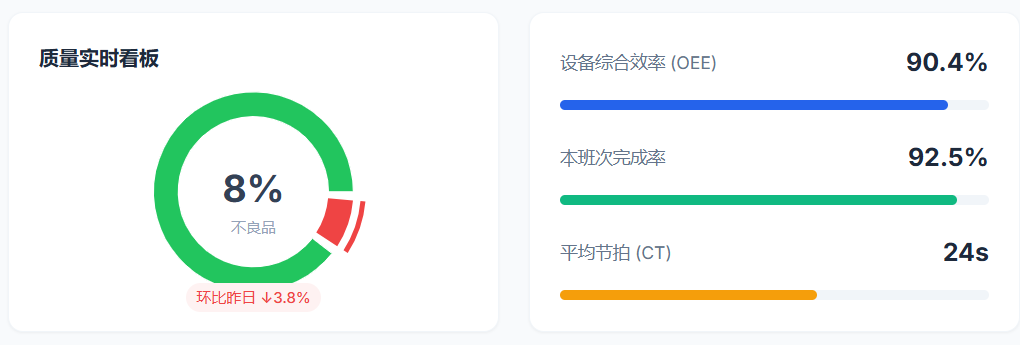 质量实时看板
8%
不良品
环比昨日 ↓3.8%
设备综合效率 (OEE) 90.4%
本班次完成率 92.5%
平均节拍 (CT) 24s